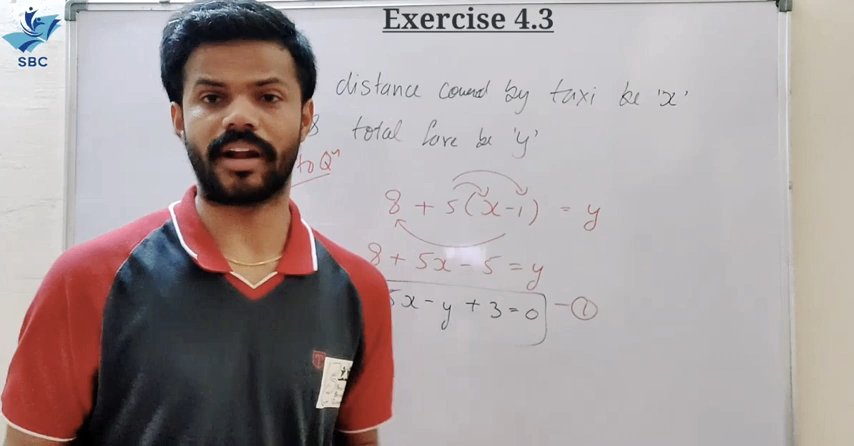 SBC
Exercise 4.3
distance covered by taxi be 'x'
& total fare be 'y'
to Qⁿ
8 + 5(x-1) = y
8 + 5x - 5 = y
5x - y + 3 = 0 - ①